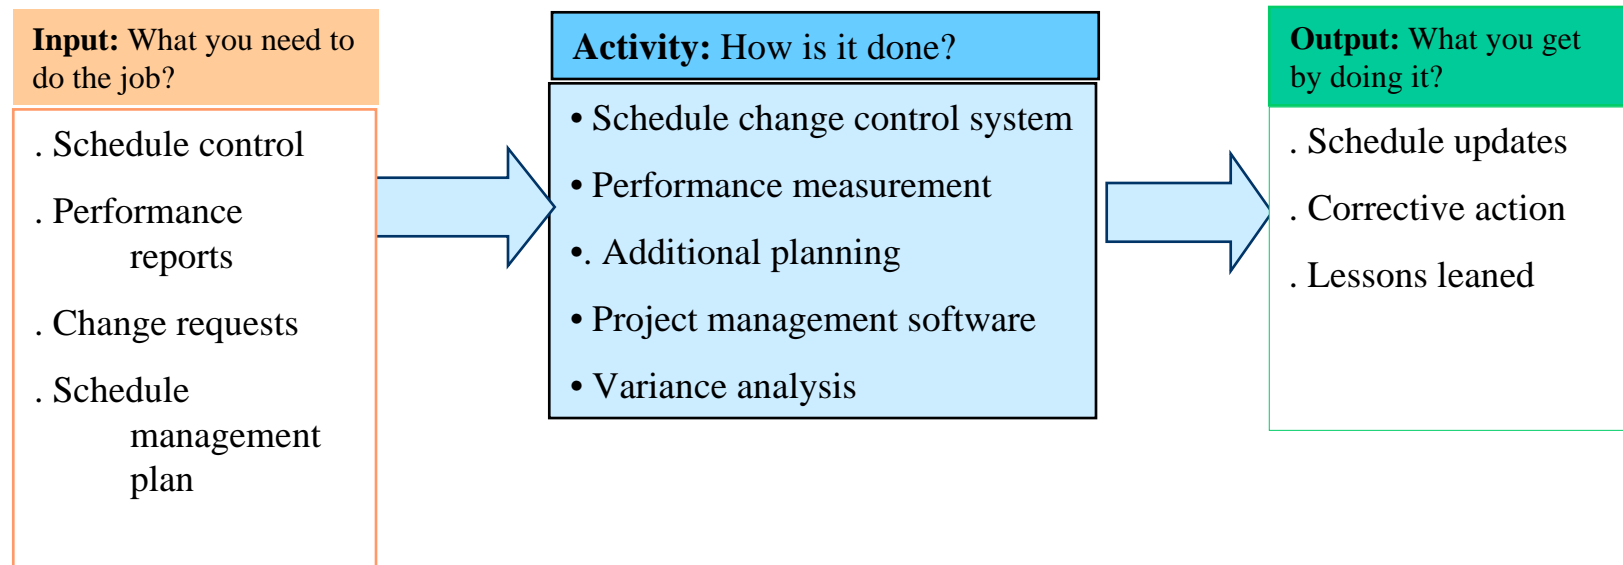 Input: What you need to
do the job?
. Schedule control
. Performance
reports
. Change requests
. Schedule
management
plan
Activity: How is it done?
• Schedule change control system
• Performance measurement
•. Additional planning
• Project management software
• Variance analysis
Output: What you get
by doing it?
. Schedule updates
. Corrective action
. Lessons leaned